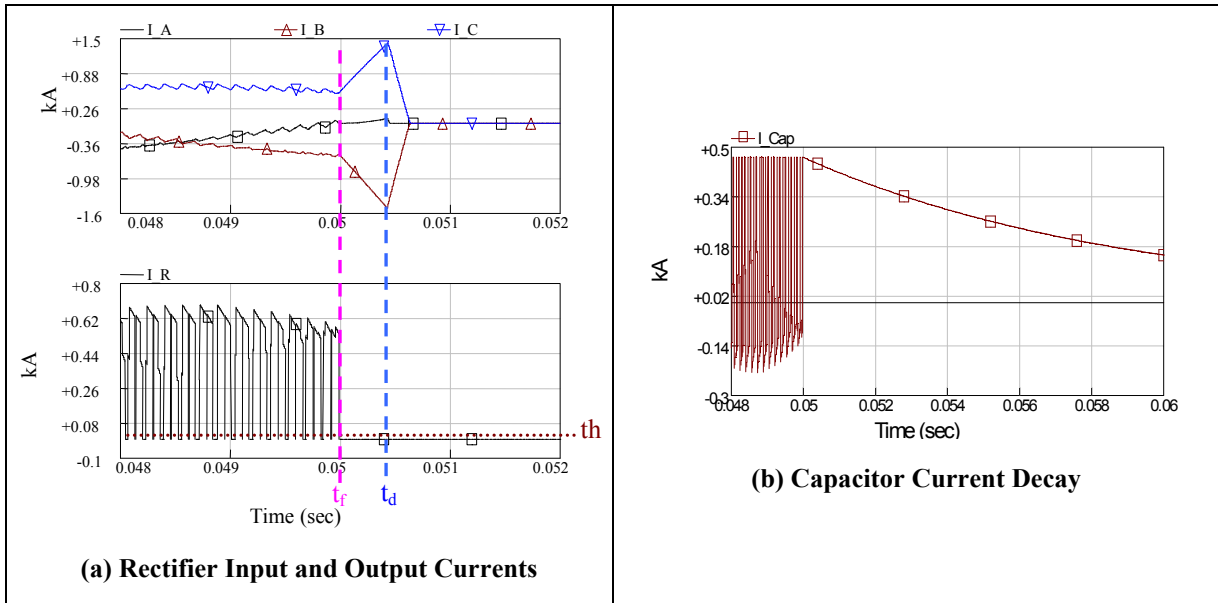 I_A I_B I_C
+1.5
+0.88
+0.26
-0.36
-0.98
-1.6
kA
0.048 0.049 0.05 0.051 0.052
I_R
+0.8
+0.62
+0.44
+0.26
+0.08
-0.1
kA
th
0.048 0.049 0.05 0.051 0.052
tf td
Time (sec)
(a) Rectifier Input and Output Currents
I_Cap
+0.5
+0.34
+0.18
+0.02
-0.14
-0.3
kA
0.048 0.05 0.052 0.054 0.056 0.058 0.06
Time (sec)
(b) Capacitor Current Decay